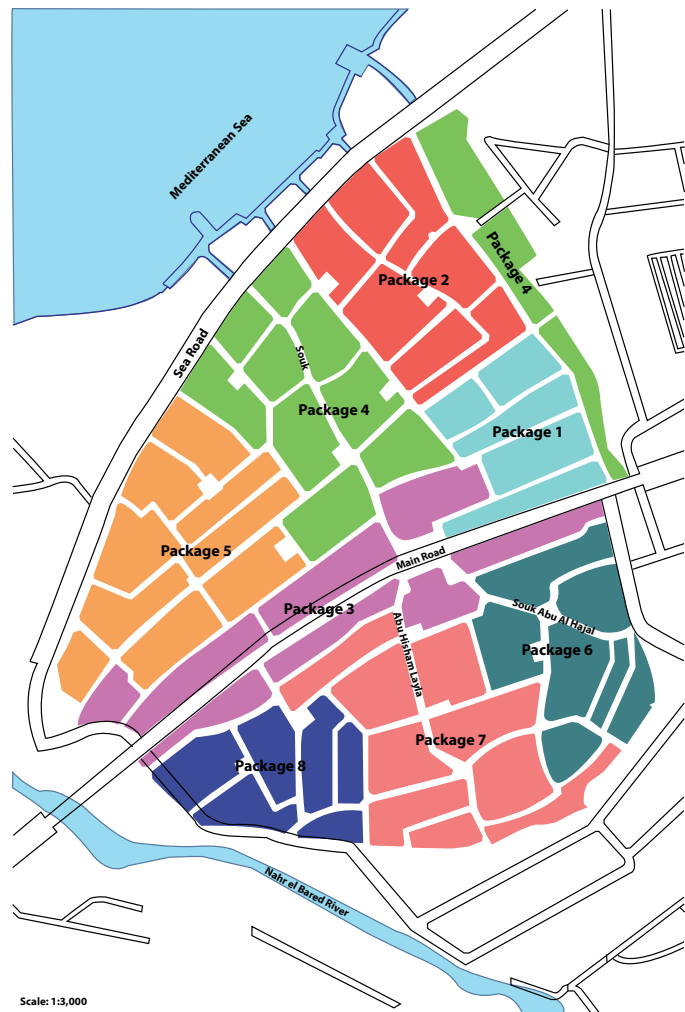 Mediterranean Sea
Package 4
Package 2
Sea Road
Souk
Package 4
Package 1
Package 5
Main Road
Package 3
Souk Abu Al Hajal
Abu Hisham Layla
Package 6
Package 7
Package 8
Nahr el Bared River
Scale: 1:3,000